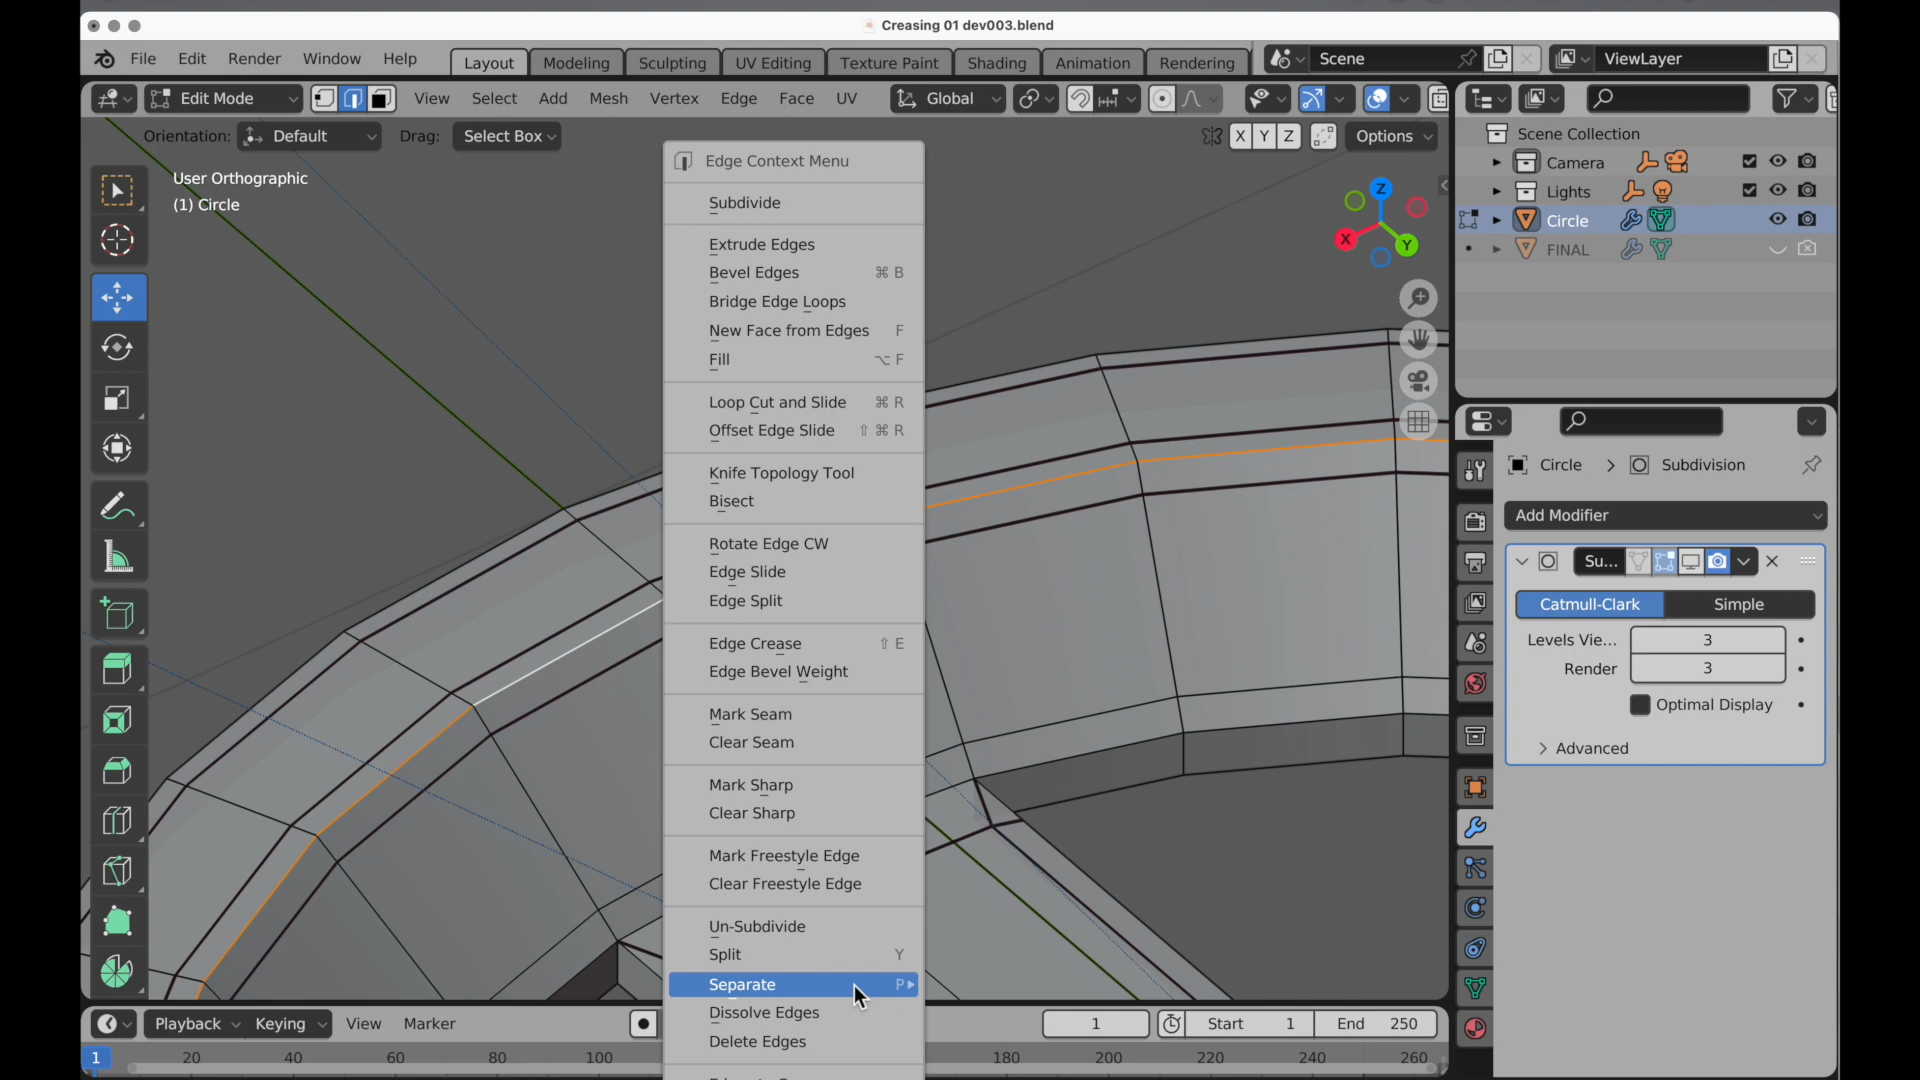 Creasing 01 dev003.blend
File Edit Render Window Help
Layout Modeling Sculpting UV Editing Texture Paint Shading Animation Rendering
Scene
ViewLayer
Edit Mode
View Select Add Mesh Vertex Edge Face UV
Global
Orientation: Default Drag: Select Box
X Y Z Options
User Orthographic
(1) Circle
Z
X
Y
Edge Context Menu
Subdivide
Extrude Edges
Bevel Edges ⌘ B
Bridge Edge Loops
New Face from Edges F
Fill ⌥ F
Loop Cut and Slide ⌘ R
Offset Edge Slide ⇧ ⌘ R
Knife Topology Tool
Bisect
Rotate Edge CW
Edge Slide
Edge Split
Edge Crease ⇧ E
Edge Bevel Weight
Mark Seam
Clear Seam
Mark Sharp
Clear Sharp
Mark Freestyle Edge
Clear Freestyle Edge
Un-Subdivide
Split Y
Separate P
Dissolve Edges
Delete Edges
Scene Collection
Camera
Lights
Circle
FINAL
Circle > Subdivision
Add Modifier
Su...
Catmull-Clark Simple
Levels Vie... 3
Render 3
Optimal Display
Advanced
Playback Keying View Marker
1
Start 1
End 250
1 20 40 60 80 100 180 200 220 240 260